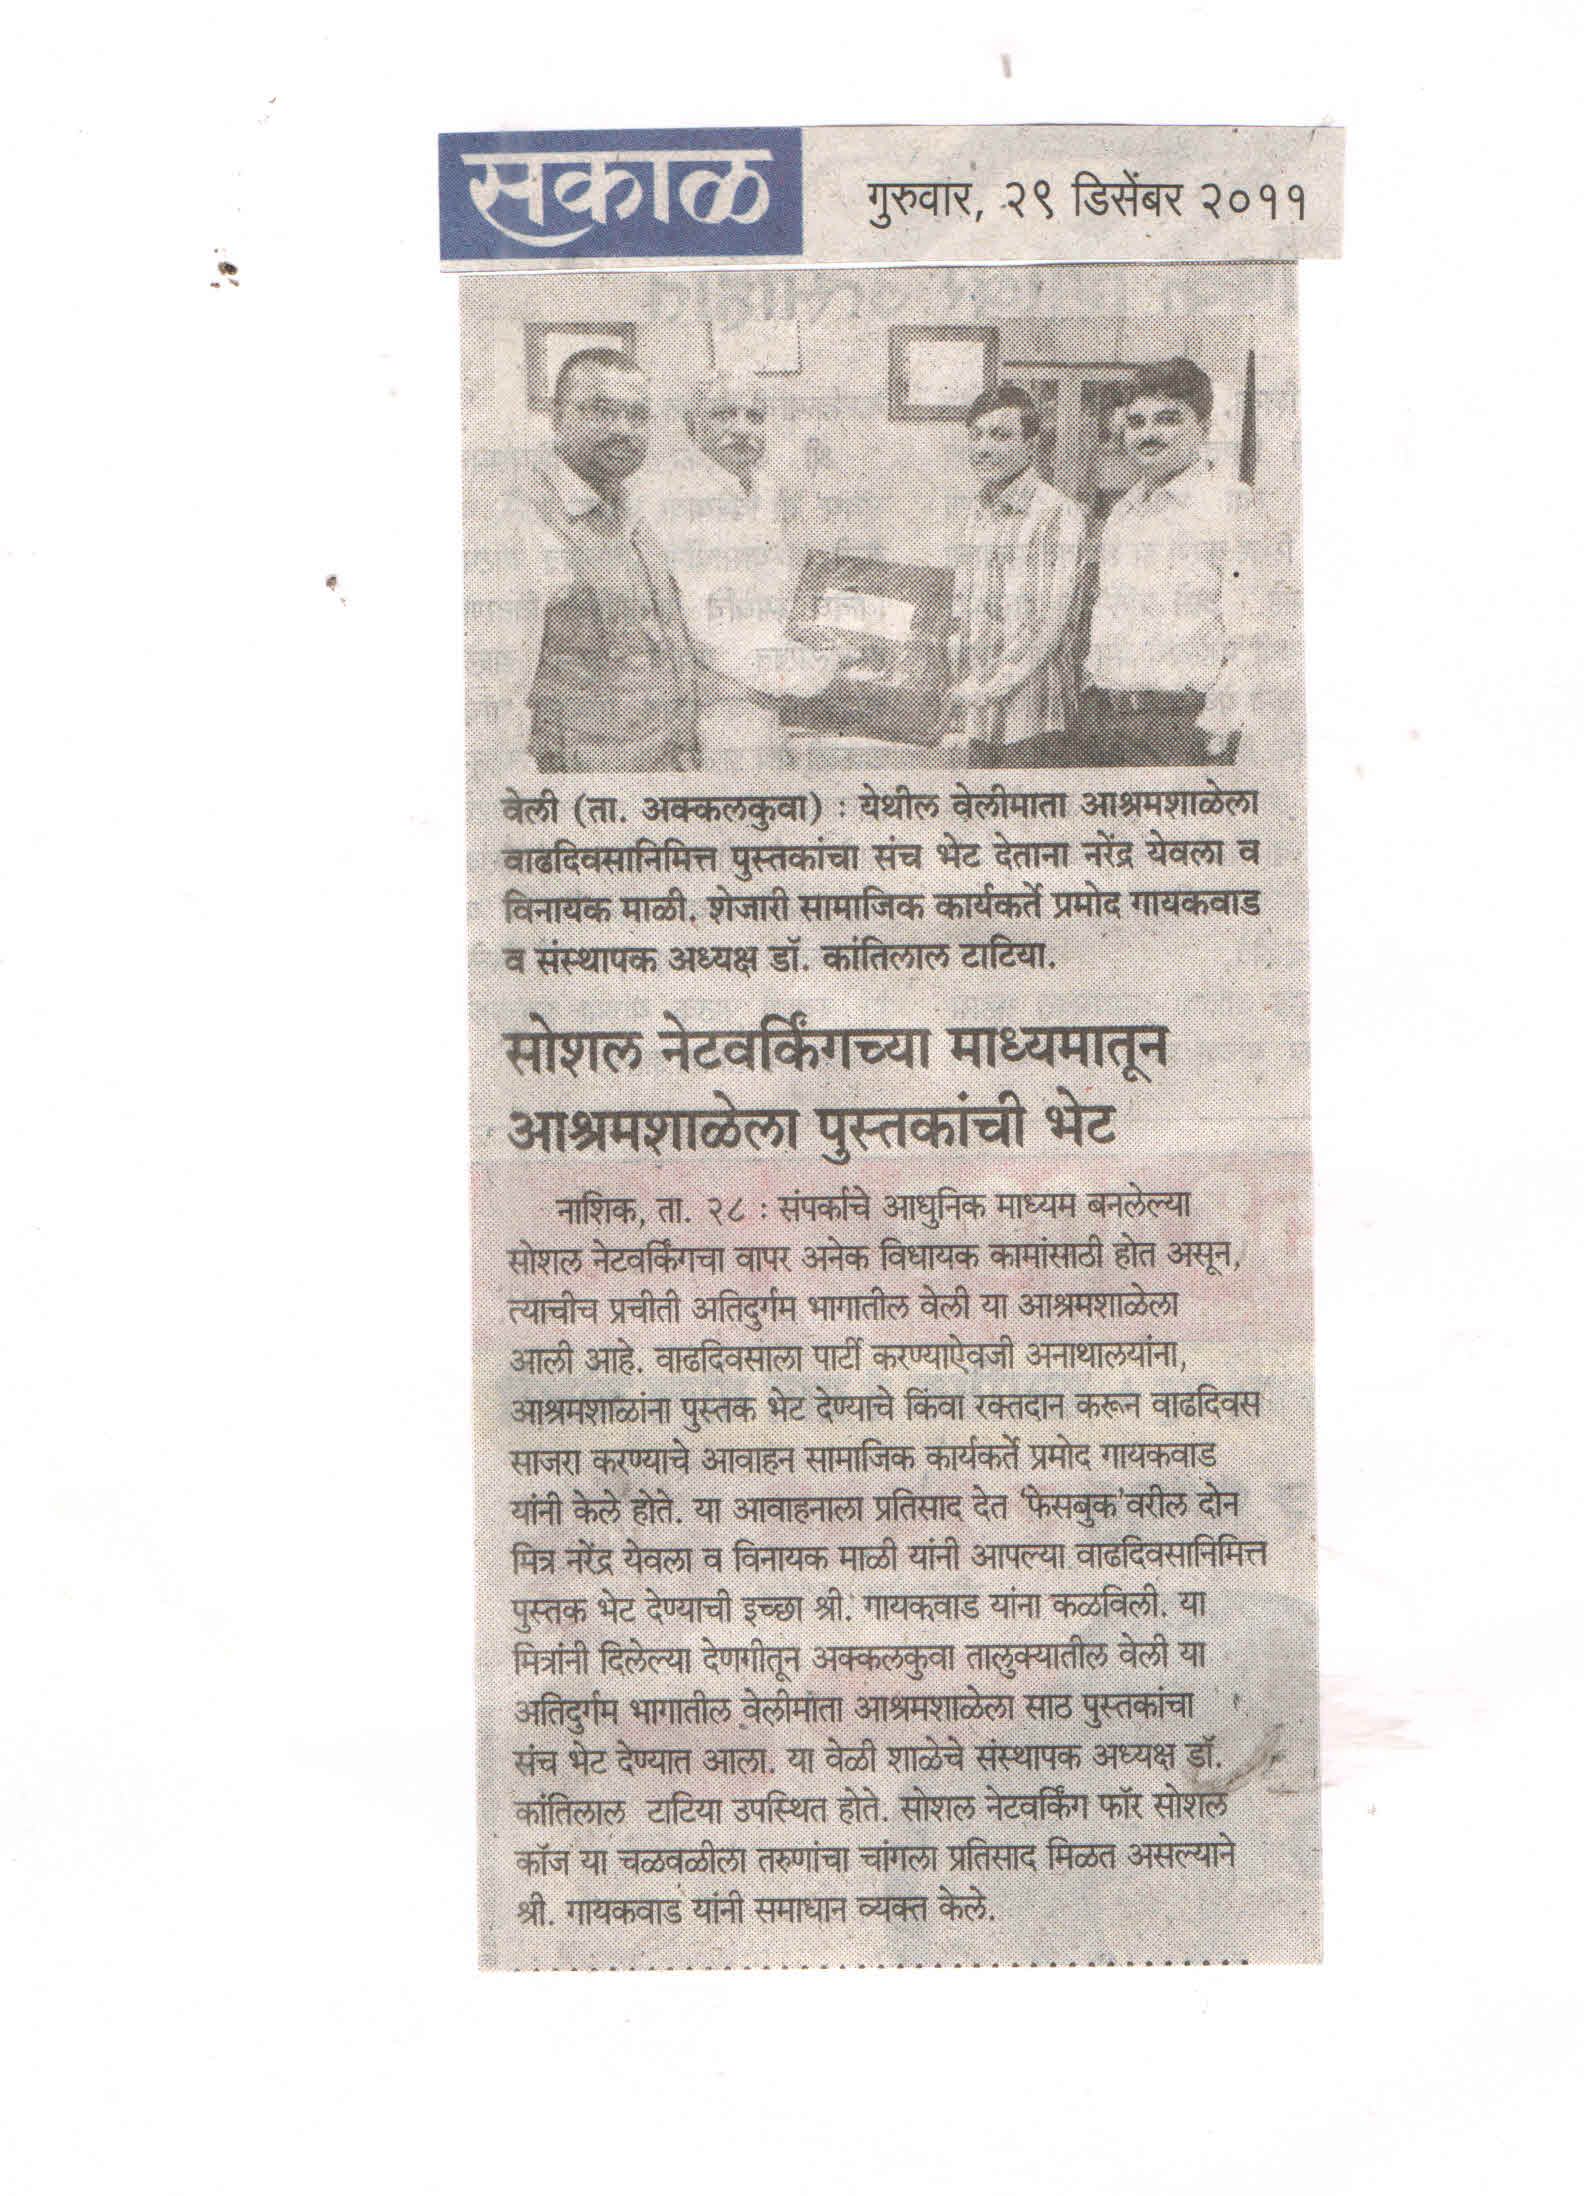 सकाळ
गुरुवार, २९ डिसेंबर २०११
वेली (ता. अक्कलकुवा) : येथील वेलीमाता आश्रमशाळेला
वाढदिवसानिमित्त पुस्तकांचा संच भेट देताना नरेंद्र येवला व
विनायक माळी. शेजारी सामाजिक कार्यकर्ते प्रमोद गायकवाड
व संस्थापक अध्यक्ष डॉ. कांतिलाल टाटिया.
सोशल नेटवर्किंगच्या माध्यमातून
आश्रमशाळेला पुस्तकांची भेट
नाशिक, ता. २८ : संपर्काचे आधुनिक माध्यम बनलेल्या
सोशल नेटवर्किंगचा वापर अनेक विधायक कामांसाठी होत असून,
त्याचीच प्रचीती अतिदुर्गम भागातील वेली या आश्रमशाळेला
आली आहे. वाढदिवसाला पार्टी करण्याऐवजी अनाथालयांना,
आश्रमशाळांना पुस्तक भेट देण्याचे किंवा रक्तदान करून वाढदिवस
साजरा करण्याचे आवाहन सामाजिक कार्यकर्ते प्रमोद गायकवाड
यांनी केले होते. या आवाहनाला प्रतिसाद देत 'फेसबुक'वरील दोन
मित्र नरेंद्र येवला व विनायक माळी यांनी आपल्या वाढदिवसानिमित्त
पुस्तक भेट देण्याची इच्छा श्री. गायकवाड यांना कळविली. या
मित्रांनी दिलेल्या देणगीतून अक्कलकुवा तालुक्यातील वेली या
अतिदुर्गम भागातील वेलीमाता आश्रमशाळेला साठ पुस्तकांचा
संच भेट देण्यात आला. या वेळी शाळेचे संस्थापक अध्यक्ष डॉ.
कांतिलाल टाटिया उपस्थित होते. सोशल नेटवर्किंग फॉर सोशल
कॉज या चळवळीला तरुणांचा चांगला प्रतिसाद मिळत असल्याने
श्री. गायकवाड यांनी समाधान व्यक्त केले.